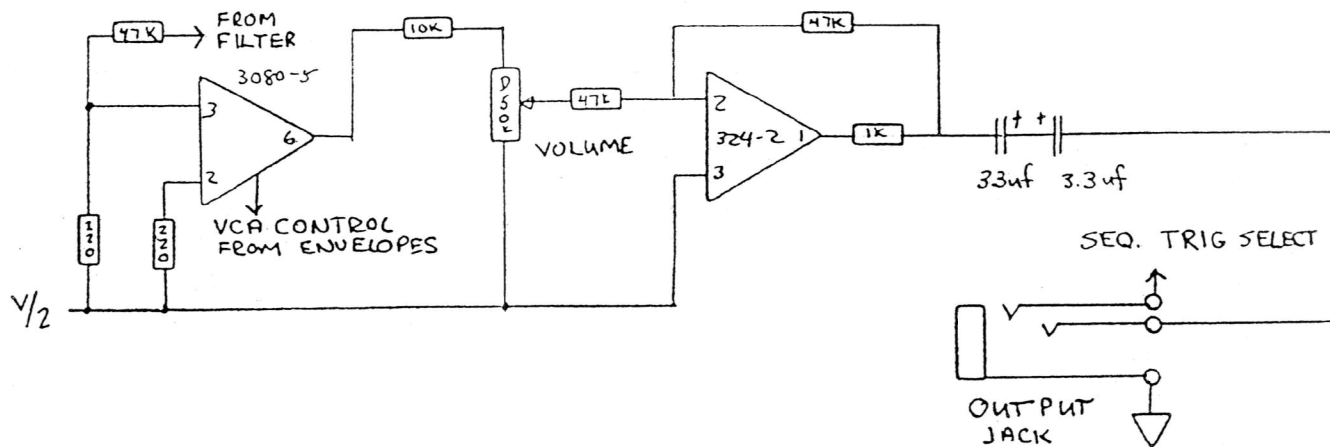 FROM
FILTER
47K
3080-5
3
6
2
VCA CONTROL
FROM ENVELOPES
220
220
V/2
10K
D50K
VOLUME
47K
47K
2
324-2
1
3
1K
+ +
33uf
3.3uf
SEQ. TRIG SELECT
OUTPUT
JACK